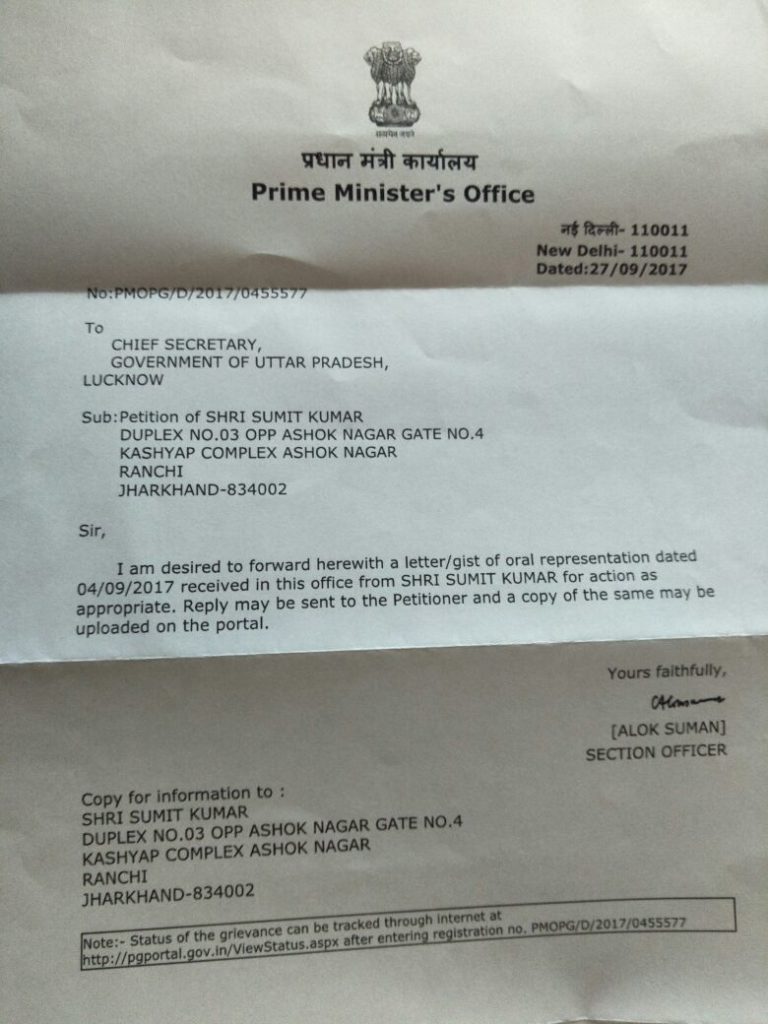 सत्यमेव जयते
प्रधान मंत्री कार्यालय
Prime Minister's Office
नई दिल्ली- 110011
New Delhi- 110011
Dated:27/09/2017
No:PMOPG/D/2017/0455577
To
CHIEF SECRETARY,
GOVERNMENT OF UTTAR PRADESH,
LUCKNOW
Sub:Petition of SHRI SUMIT KUMAR
DUPLEX NO.03 OPP ASHOK NAGAR GATE NO.4
KASHYAP COMPLEX ASHOK NAGAR
RANCHI
JHARKHAND-834002
Sir,
I am desired to forward herewith a letter/gist of oral representation dated
04/09/2017 received in this office from SHRI SUMIT KUMAR for action as
appropriate. Reply may be sent to the Petitioner and a copy of the same may be
uploaded on the portal.
Yours faithfully,
[ALOK SUMAN]
SECTION OFFICER
Copy for information to :
SHRI SUMIT KUMAR
DUPLEX NO.03 OPP ASHOK NAGAR GATE NO.4
KASHYAP COMPLEX ASHOK NAGAR
RANCHI
JHARKHAND-834002
Note:- Status of the grievance can be tracked through internet at
http://pgportal.gov.in/ViewStatus.aspx after entering registration no. PMOPG/D/2017/0455577